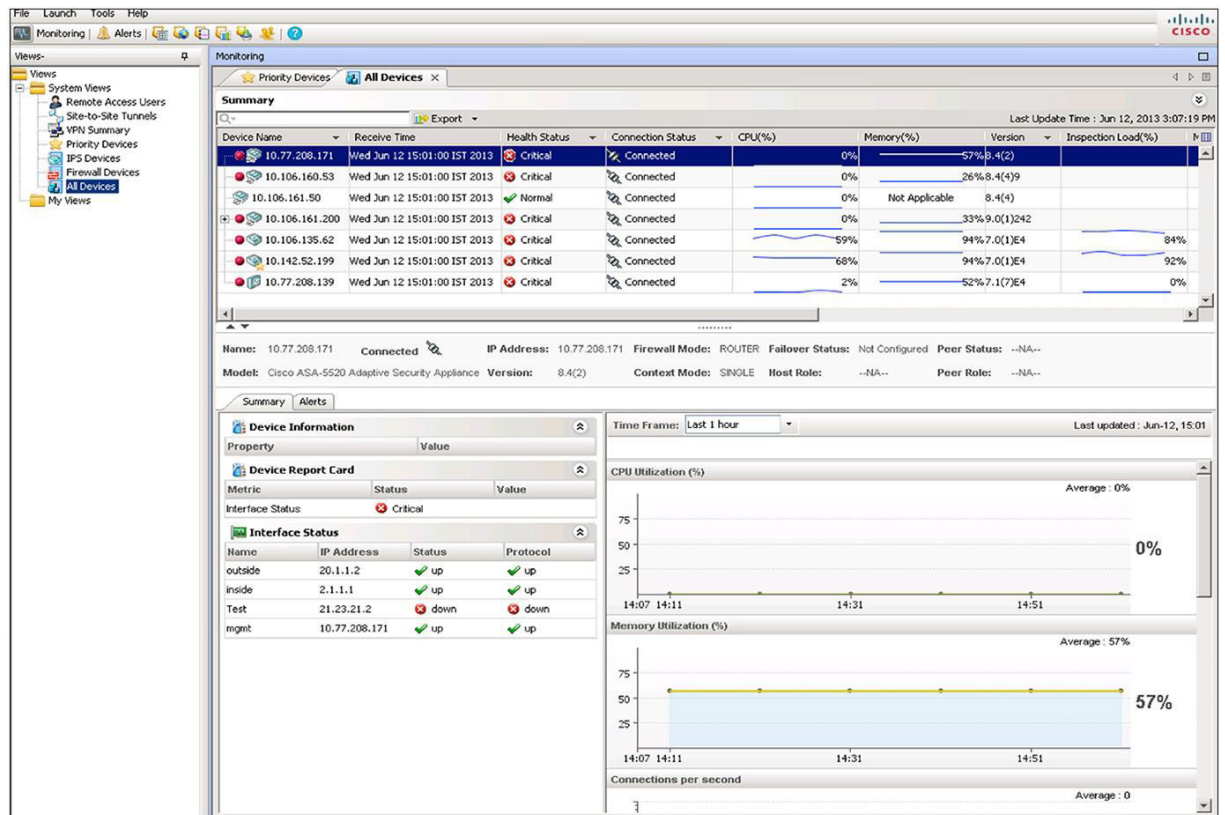 File Launch Tools Help
Monitoring Alerts
CISCO
Views- Monitoring
Views
System Views
Remote Access Users
Site-to-Site Tunnels
VPN Summary
Priority Devices
IPS Devices
Firewall Devices
All Devices
My Views
Priority Devices All Devices
Summary
Export Last Update Time : Jun 12, 2013 3:07:19 PM
Device Name Receive Time Health Status Connection Status CPU(%) Memory(%) Version Inspection Load(%)
10.77.208.171 Wed Jun 12 15:01:00 IST 2013 Critical Connected 0% 57% 8.4(2)
10.106.160.53 Wed Jun 12 15:01:00 IST 2013 Critical Connected 0% 26% 8.4(4)9
10.106.161.50 Wed Jun 12 15:01:00 IST 2013 Normal Connected 0% Not Applicable 8.4(4)
10.106.161.200 Wed Jun 12 15:01:00 IST 2013 Critical Connected 0% 33% 9.0(1)242
10.106.135.62 Wed Jun 12 15:01:00 IST 2013 Critical Connected 59% 94% 7.0(1)E4 84%
10.142.52.199 Wed Jun 12 15:01:00 IST 2013 Critical Connected 68% 94% 7.0(1)E4 92%
10.77.208.139 Wed Jun 12 15:01:00 IST 2013 Critical Connected 2% 52% 7.1(7)E4 0%
Name: 10.77.208.171 Connected IP Address: 10.77.208.171 Firewall Mode: ROUTER Failover Status: Not Configured Peer Status: --NA--
Model: Cisco ASA-5520 Adaptive Security Appliance Version: 8.4(2) Context Mode: SINGLE Host Role: --NA-- Peer Role: --NA--
Summary Alerts
Device Information
Property Value
Device Report Card
Metric Status Value
Interface Status Critical
Interface Status
Name IP Address Status Protocol
outside 20.1.1.2 up up
inside 2.1.1.1 up up
Test 21.23.21.2 down down
mgmt 10.77.208.171 up up
Time Frame: Last 1 hour Last updated : Jun-12, 15:01
CPU Utilization (%)
Average : 0%
75
50
25
0%
14:07 14:11 14:31 14:51
Memory Utilization (%)
Average : 57%
75
50
25
57%
14:07 14:11 14:31 14:51
Connections per second
Average : 0